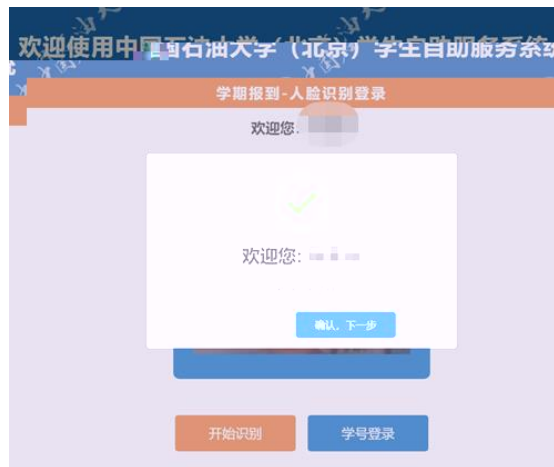 欢迎使用中国石油大学（北京）学生自助服务系统
学期报到-人脸识别登录
欢迎您:
欢迎您:
确认，下一步
开始识别
学号登录